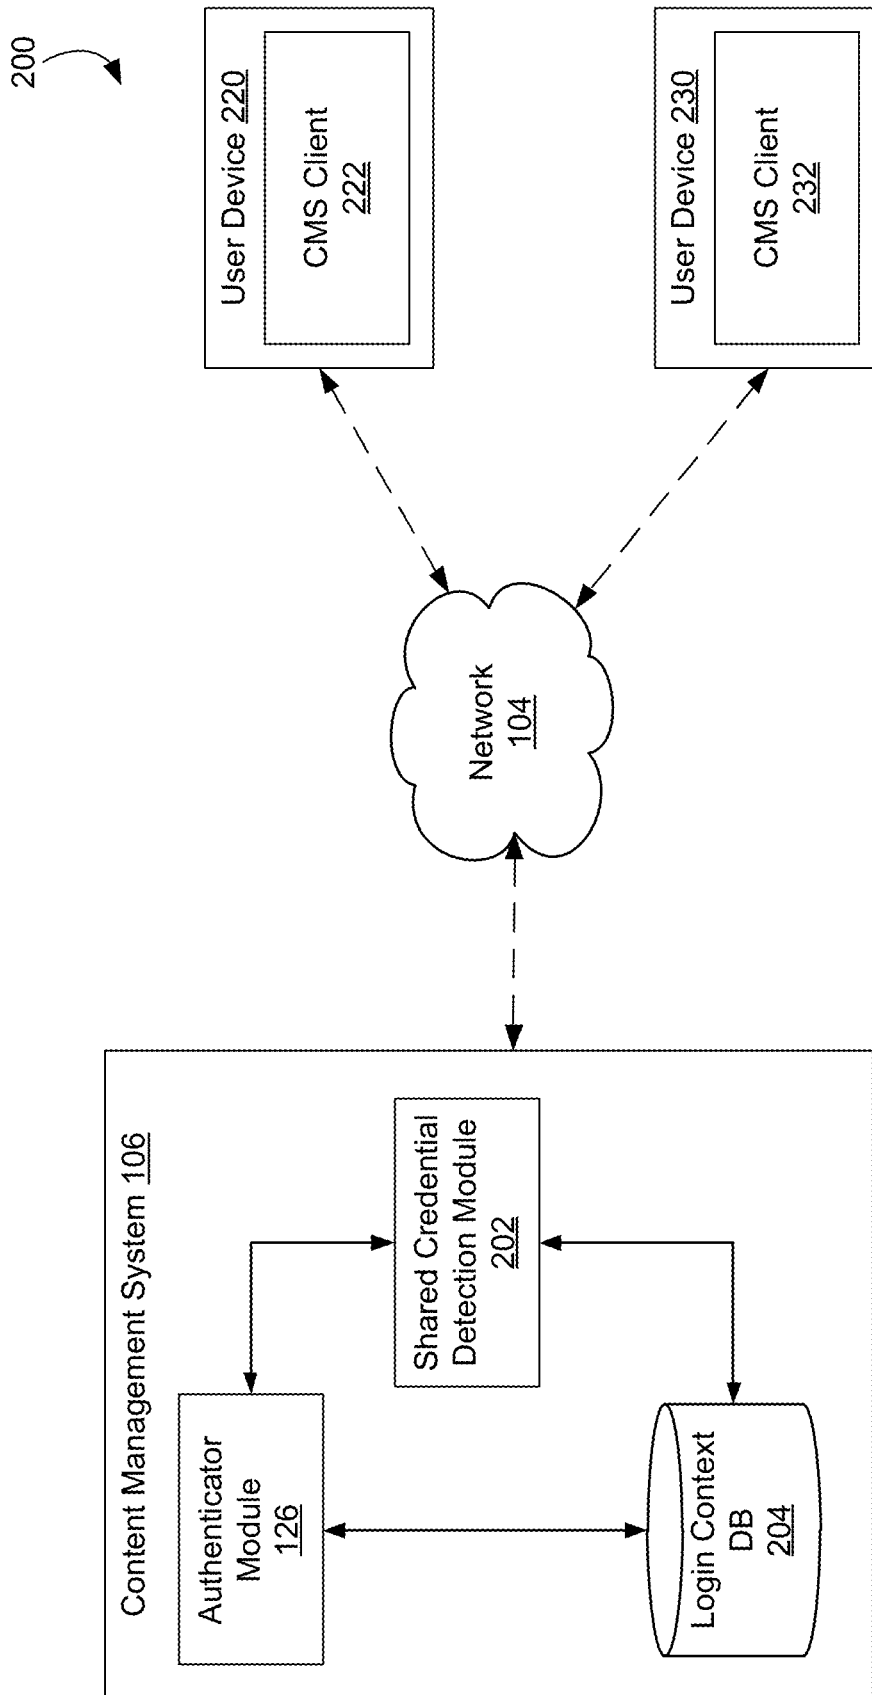 200
Content Management System 106
Authenticator
Module
126
Shared Credential
Detection Module
202
Login Context
DB
204
Network
104
User Device 220
CMS Client
222
User Device 230
CMS Client
232